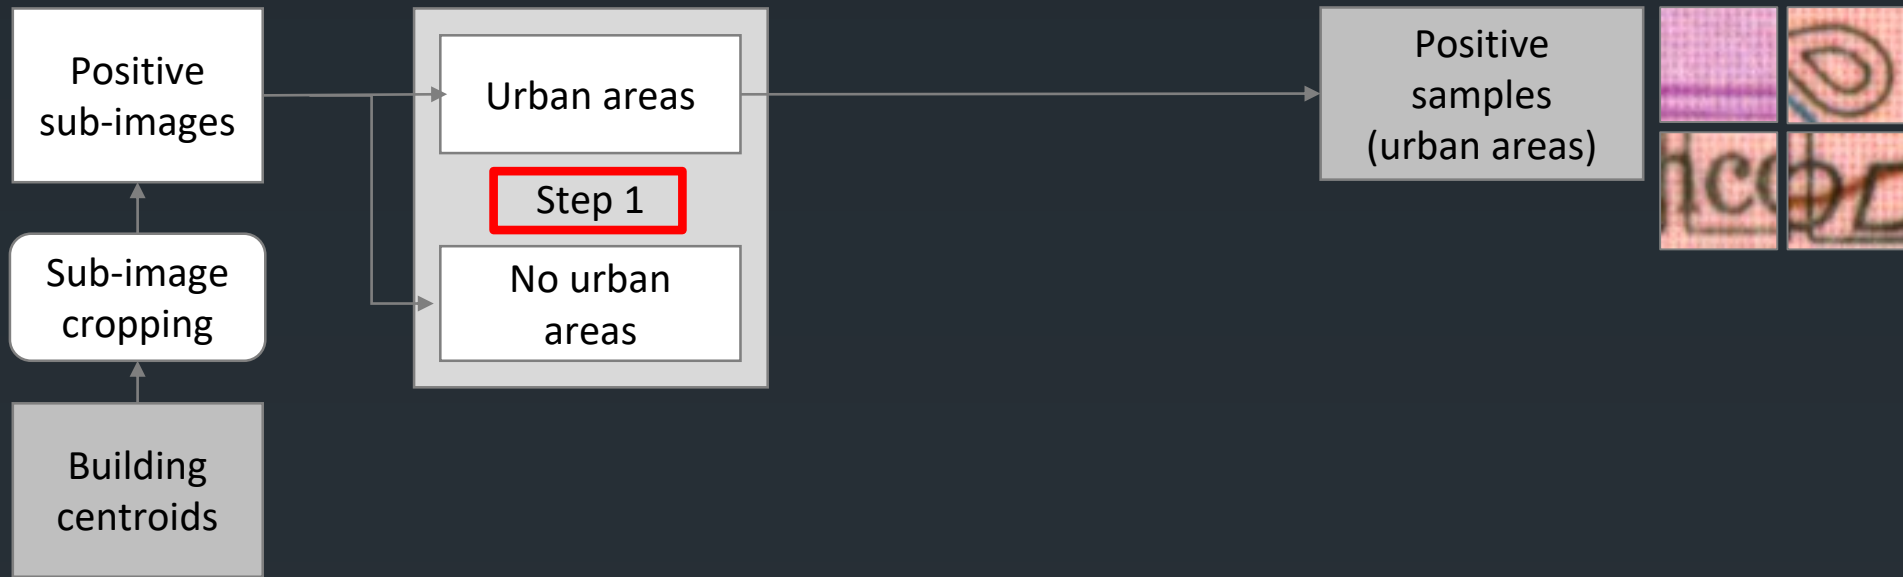 Positive
sub-images
Sub-image
cropping
Building
centroids
Urban areas
Step 1
No urban
areas
Positive
samples
(urban areas)